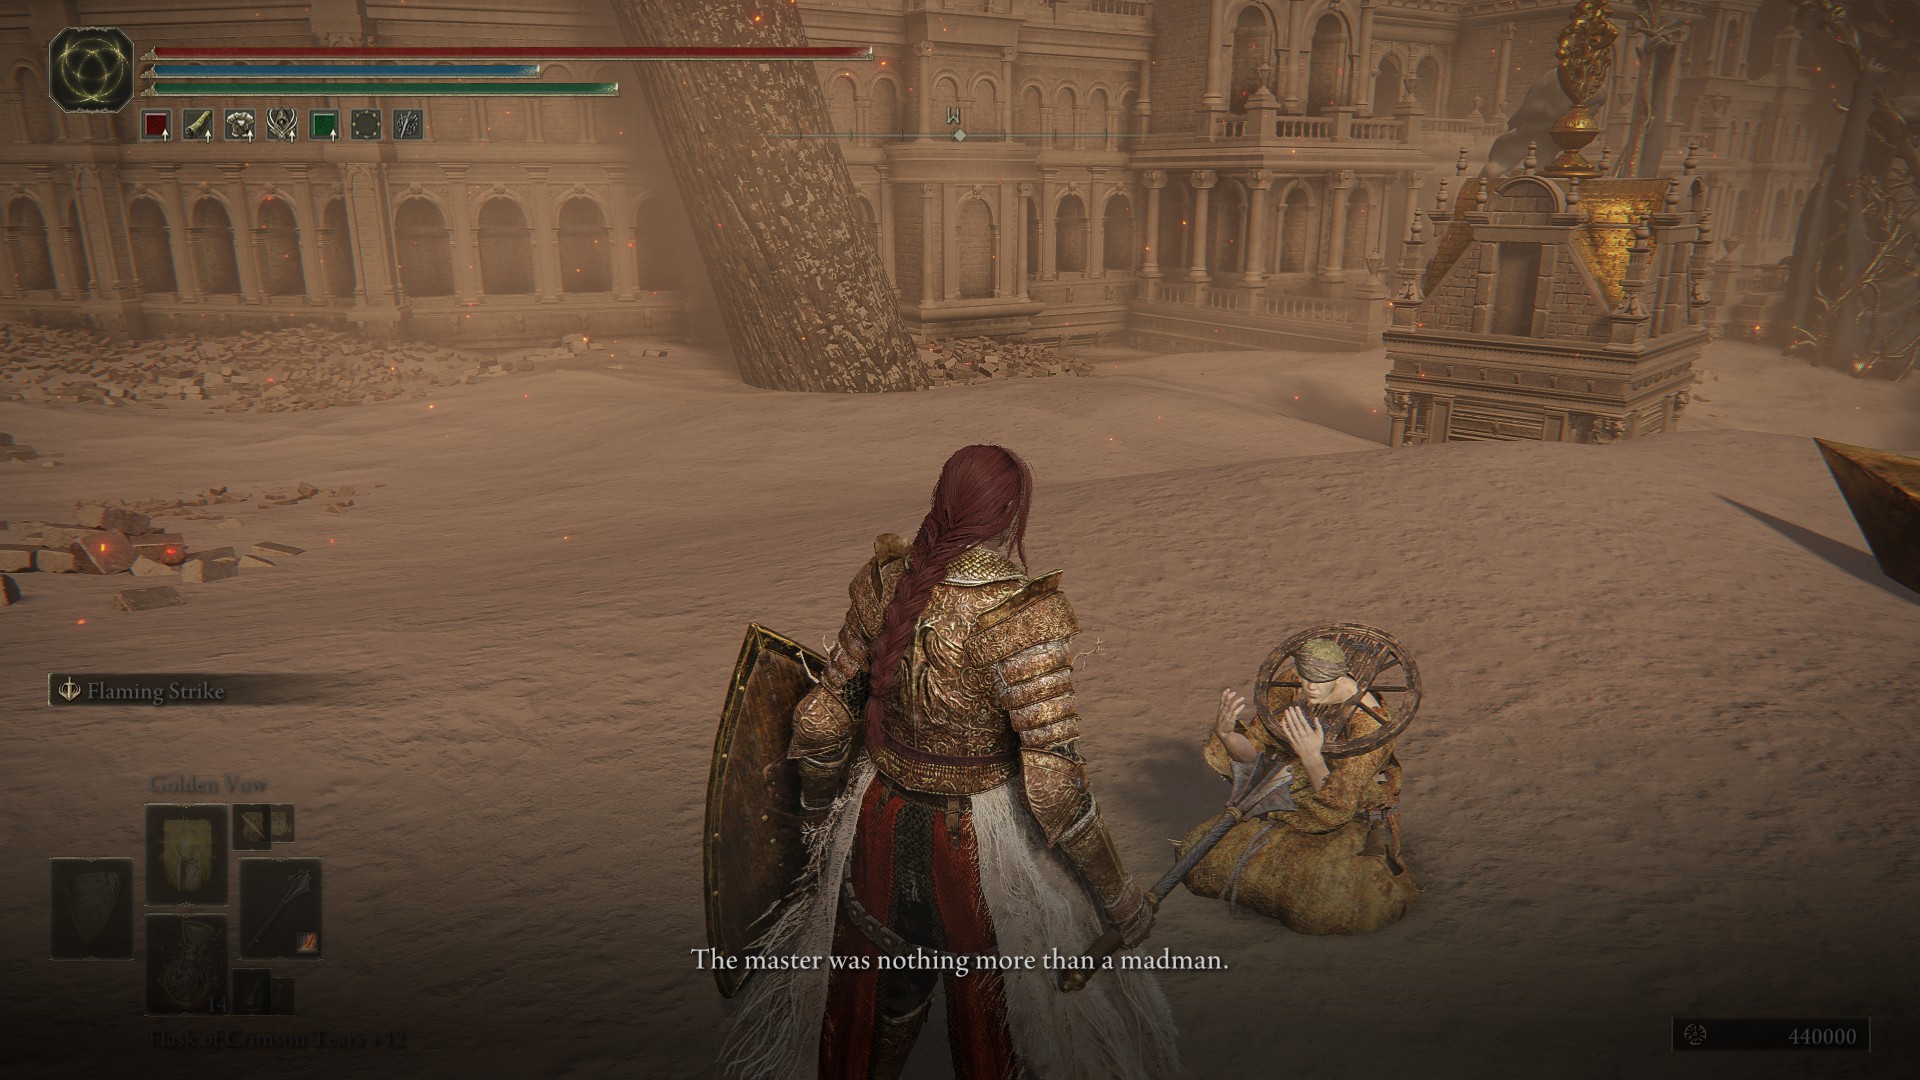 W
Flaming Strike
Golden Vow
14
Flask of Crimson Tears +12
The master was nothing more than a madman.
440000